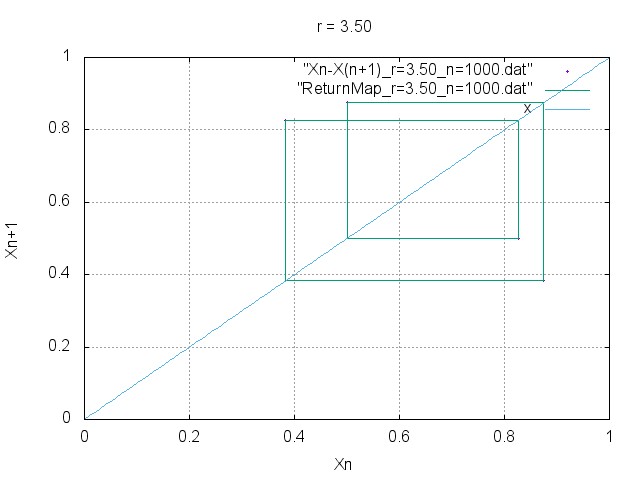 r = 3.50
"Xn-X(n+1)_r=3.50_n=1000.dat"
"ReturnMap_r=3.50_n=1000.dat"
x
1
0.8
0.6
0.4
0.2
0
Xn+1
0 0.2 0.4 0.6 0.8 1
Xn